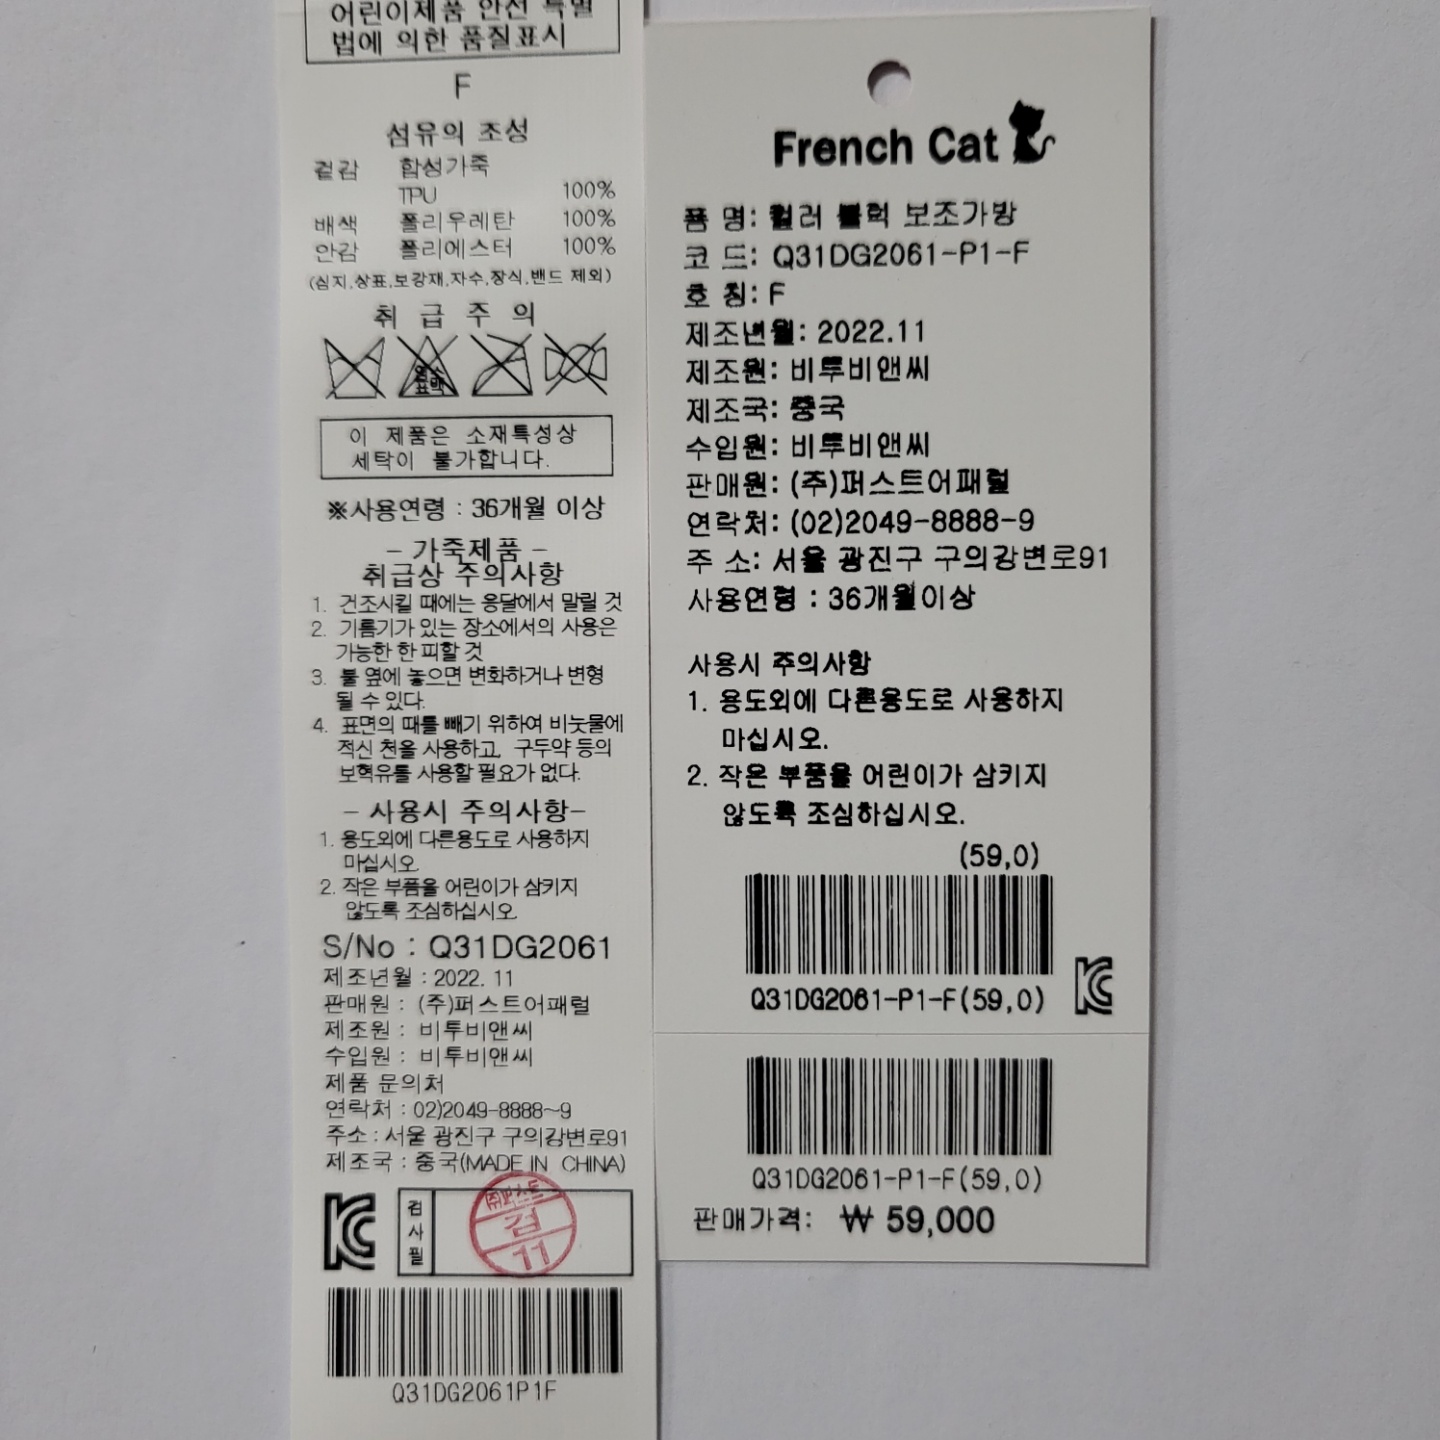 어린이제품 안전 특별
법에 의한 품질표시
F
섬유의 조성
겉감 합성가죽
TPU 100%
배색 폴리우레탄 100%
안감 폴리에스터 100%
(심지,상표,보강재,자수,장식,밴드 제외)
취 급 주 의
염소
표백
이 제품은 소재특성상
세탁이 불가합니다.
※사용연령 : 36개월 이상
- 가죽제품 -
취급상 주의사항
1. 건조시킬 때에는 응달에서 말릴 것
2. 기름기가 있는 장소에서의 사용은
가능한 한 피할 것
3. 불 옆에 놓으면 변화하거나 변형
될 수 있다.
4. 표면의 때를 빼기 위하여 비눗물에
적신 천을 사용하고, 구두약 등의
보혁유를 사용할 필요가 없다.
- 사용시 주의사항-
1. 용도외에 다른용도로 사용하지
마십시오.
2. 작은 부품을 어린이가 삼키지
않도록 조심하십시오.
S/No : Q31DG2061
제조년월 : 2022. 11
판매원 : (주)퍼스트어패럴
제조원 : 비투비앤씨
수입원 : 비투비앤씨
제품 문의처
연락처 : 02)2049-8888~9
주소 : 서울 광진구 구의강변로91
제조국 : 중국(MADE IN CHINA)
KC
검사필
(주)퍼스트
검
11
Q31DG2061P1F
French Cat
품 명: 컬러 블럭 보조가방
코 드: Q31DG2061-P1-F
호 칭: F
제조년월: 2022.11
제조원: 비투비앤씨
제조국: 중국
수입원: 비투비앤씨
판매원: (주)퍼스트어패럴
연락처: (02)2049-8888-9
주 소: 서울 광진구 구의강변로91
사용연령 : 36개월이상
사용시 주의사항
1. 용도외에 다른용도로 사용하지
마십시오.
2. 작은 부품을 어린이가 삼키지
않도록 조심하십시오.
(59,0)
Q31DG2061-P1-F(59,0)
KC
Q31DG2061-P1-F(59,0)
판매가격: ₩ 59,000